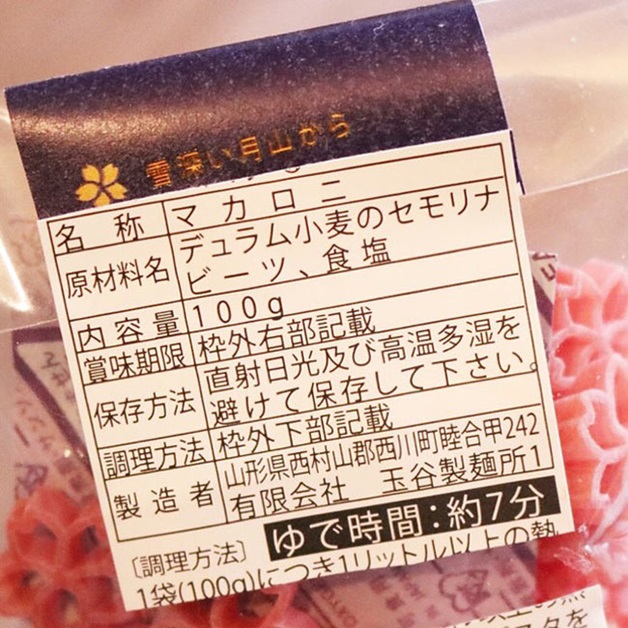 雪深い月山から
名称 マカロニ
原材料名 デュラム小麦のセモリナ
ビーツ、食塩
内容量 100g
賞味期限 枠外右部記載
保存方法 直射日光及び高温多湿を
避けて保存して下さい。
調理方法 枠外下部記載
製造者 山形県西村山郡西川町睦合甲242
有限会社 玉谷製麺所1
ゆで時間:約7分
〔調理方法〕
1袋(100g)につき1リットル以上の熱